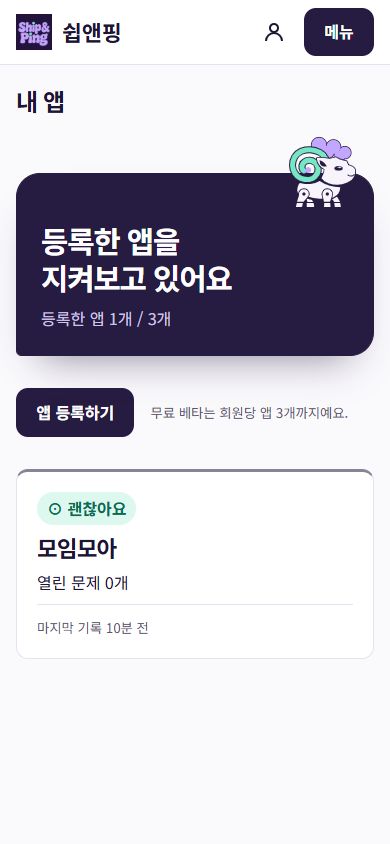 Ship&
Ping
쉽앤핑
메뉴
내 앱
등록한 앱을
지켜보고 있어요
등록한 앱 1개 / 3개
앱 등록하기
무료 베타는 회원당 앱 3개까지예요.
괜찮아요
모임모아
열린 문제 0개
마지막 기록 10분 전